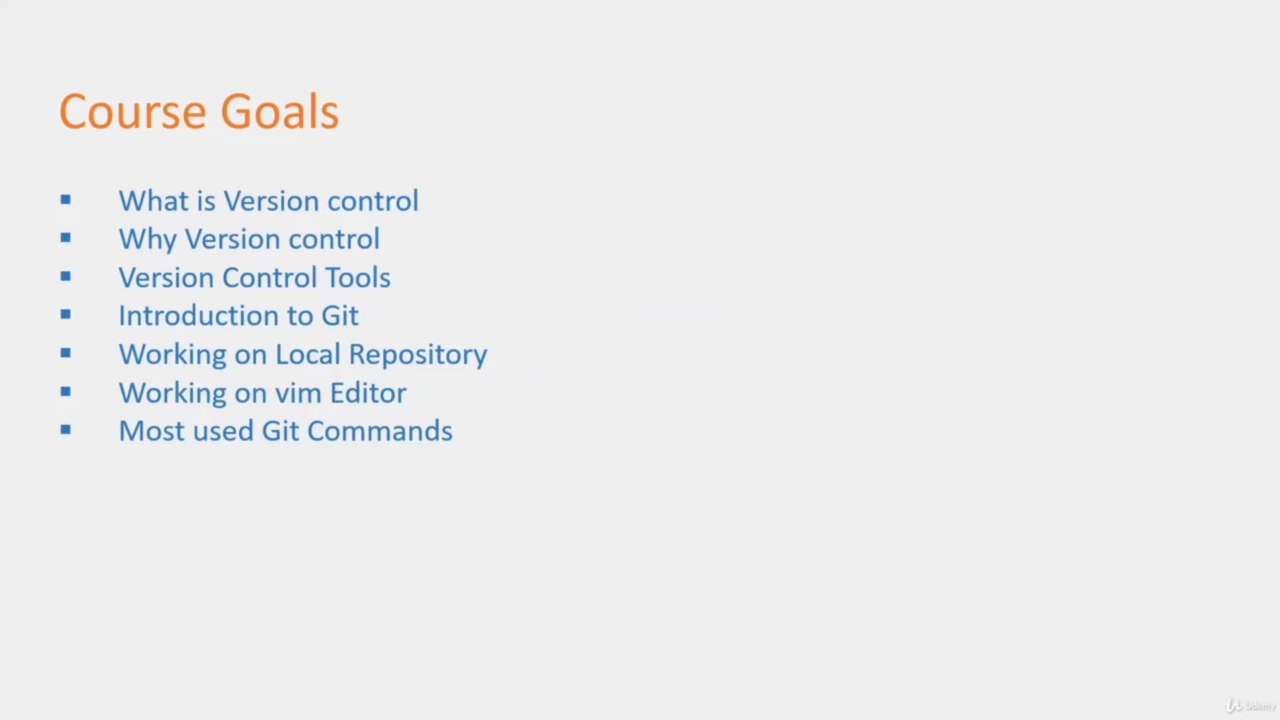 Course Goals
▪ What is Version control
▪ Why Version control
▪ Version Control Tools
▪ Introduction to Git
▪ Working on Local Repository
▪ Working on vim Editor
▪ Most used Git Commands
Udemy